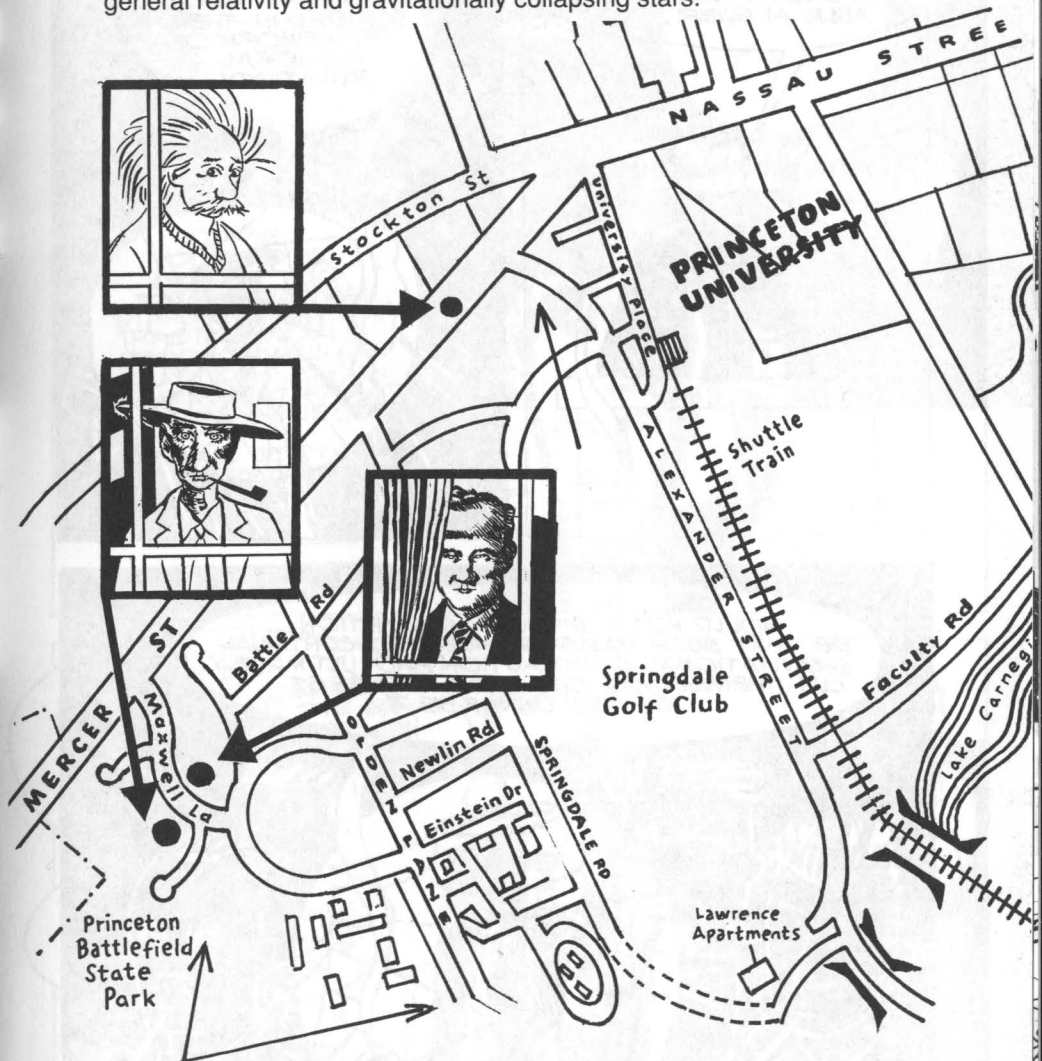 general relativity and gravitationally collapsing stars.
NASSAU STREE
Stockton St
University Place
PRINCETON
UNIVERSITY
Shuttle
Train
ALEXANDER STREET
Battle Rd
Springdale
Golf Club
Faculty Rd
Lake Carnegi
MERCER ST
Maxwell La
OLDEN LANE
Newlin Rd
Einstein Dr
SPRINGDALE RD
Princeton
Battlefield
State
Park
Lawrence
Apartments